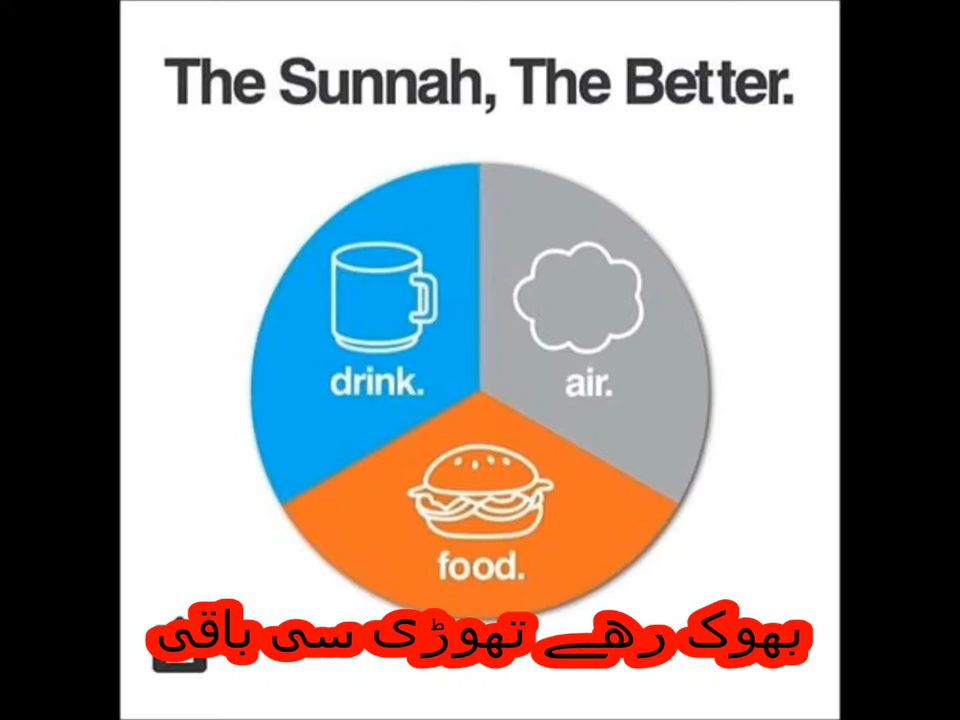 The Sunnah, The Better.
drink.
air.
food.
بھوک رھے تھوڑی سی باقی